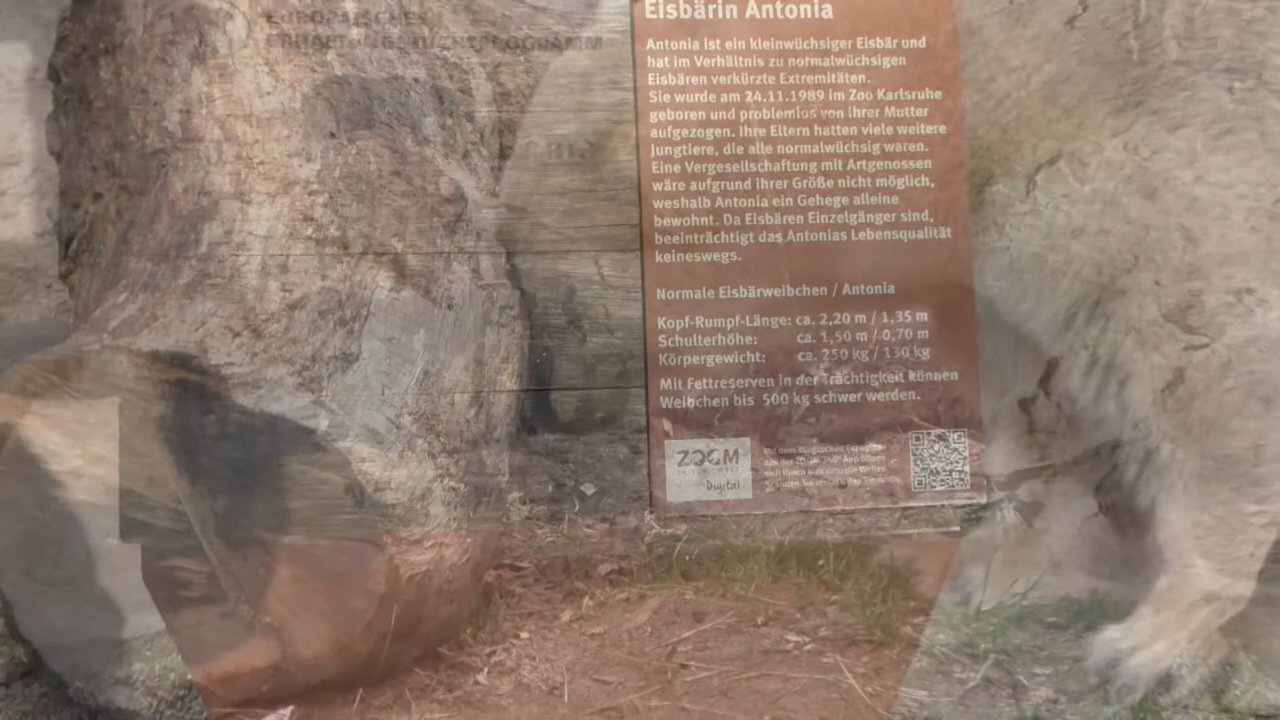 EUROPÄISCHES
ERHALTUNGSZUCHTPROGRAMM
Eisbärin Antonia
Antonia ist ein kleinwüchsiger Eisbär und
hat im Verhältnis zu normalwüchsigen
Eisbären verkürzte Extremitäten.
Sie wurde am 24.11.1989 im Zoo Karlsruhe
geboren und problemlos von ihrer Mutter
aufgezogen. Ihre Eltern hatten viele weitere
Jungtiere, die alle normalwüchsig waren.
Eine Vergesellschaftung mit Artgenossen
wäre aufgrund ihrer Größe nicht möglich,
weshalb Antonia ein Gehege alleine
bewohnt. Da Eisbären Einzelgänger sind,
beeinträchtigt das Antonias Lebensqualität
keineswegs.
Normale Eisbärweibchen / Antonia
Kopf-Rumpf-Länge: ca. 2,20 m / 1,35 m
Schulterhöhe: ca. 1,50 m / 0,70 m
Körpergewicht: ca. 250 kg / 130 kg
Mit Fettreserven in der Trächtigkeit können
Weibchen bis 500 kg schwer werden.
ZOOM
Digital